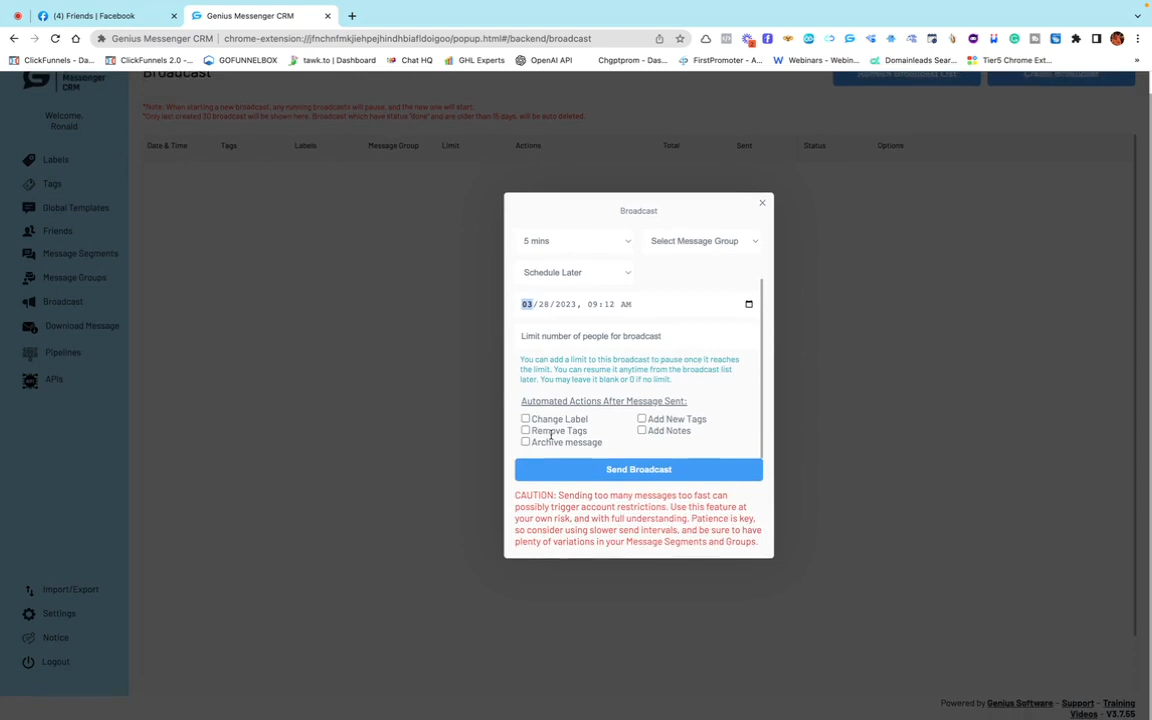 (4) Friends | Facebook
Genius Messenger CRM
Genius Messenger CRM
chrome-extension://jfnchnfmkjiehpejhindhbiafldoigoo/popup.html#/backend/broadcast
ClickFunnels - Da...
ClickFunnels 2.0 -...
GOFUNNELBOX
tawk.to | Dashboard
Chat HQ
GHL Experts
OpenAI API
Chgptprom - Das...
FirstPromoter - A...
Webinars - Webin...
Domainleads Sear...
Tier5 Chrome Ext...
»
Messenger
CRM
Broadcast
Refresh Broadcast List
Create Broadcast
*Note: When starting a new broadcast, any running broadcasts will pause, and the new one will start.
*Only last created 30 broadcast will be shown here. Broadcast which have status "done" and are older than 15 days, will be auto deleted.
Welcome,
Ronald
Date & Time
Tags
Labels
Message Group
Limit
Actions
Total
Sent
Status
Options
Labels
Tags
Global Templates
Friends
Message Segments
Message Groups
Broadcast
Download Message
Pipelines
APIs
Import/Export
Settings
Notice
Logout
Broadcast
5 mins
Select Message Group
Schedule Later
03/28/2023, 09:12 AM
Limit number of people for broadcast
You can add a limit to this broadcast to pause once it reaches
the limit. You can resume it anytime from the broadcast list
later. You may leave it blank or 0 if no limit.
Automated Actions After Message Sent:
Change Label
Add New Tags
Remove Tags
Add Notes
Archive message
Send Broadcast
CAUTION: Sending too many messages too fast can
possibly trigger account restrictions. Use this feature at
your own risk, and with full understanding. Patience is key,
so consider using slower send intervals, and be sure to have
plenty of variations in your Message Segments and Groups.
Powered by Genius Software - Support - Training
Videos - V3.7.55